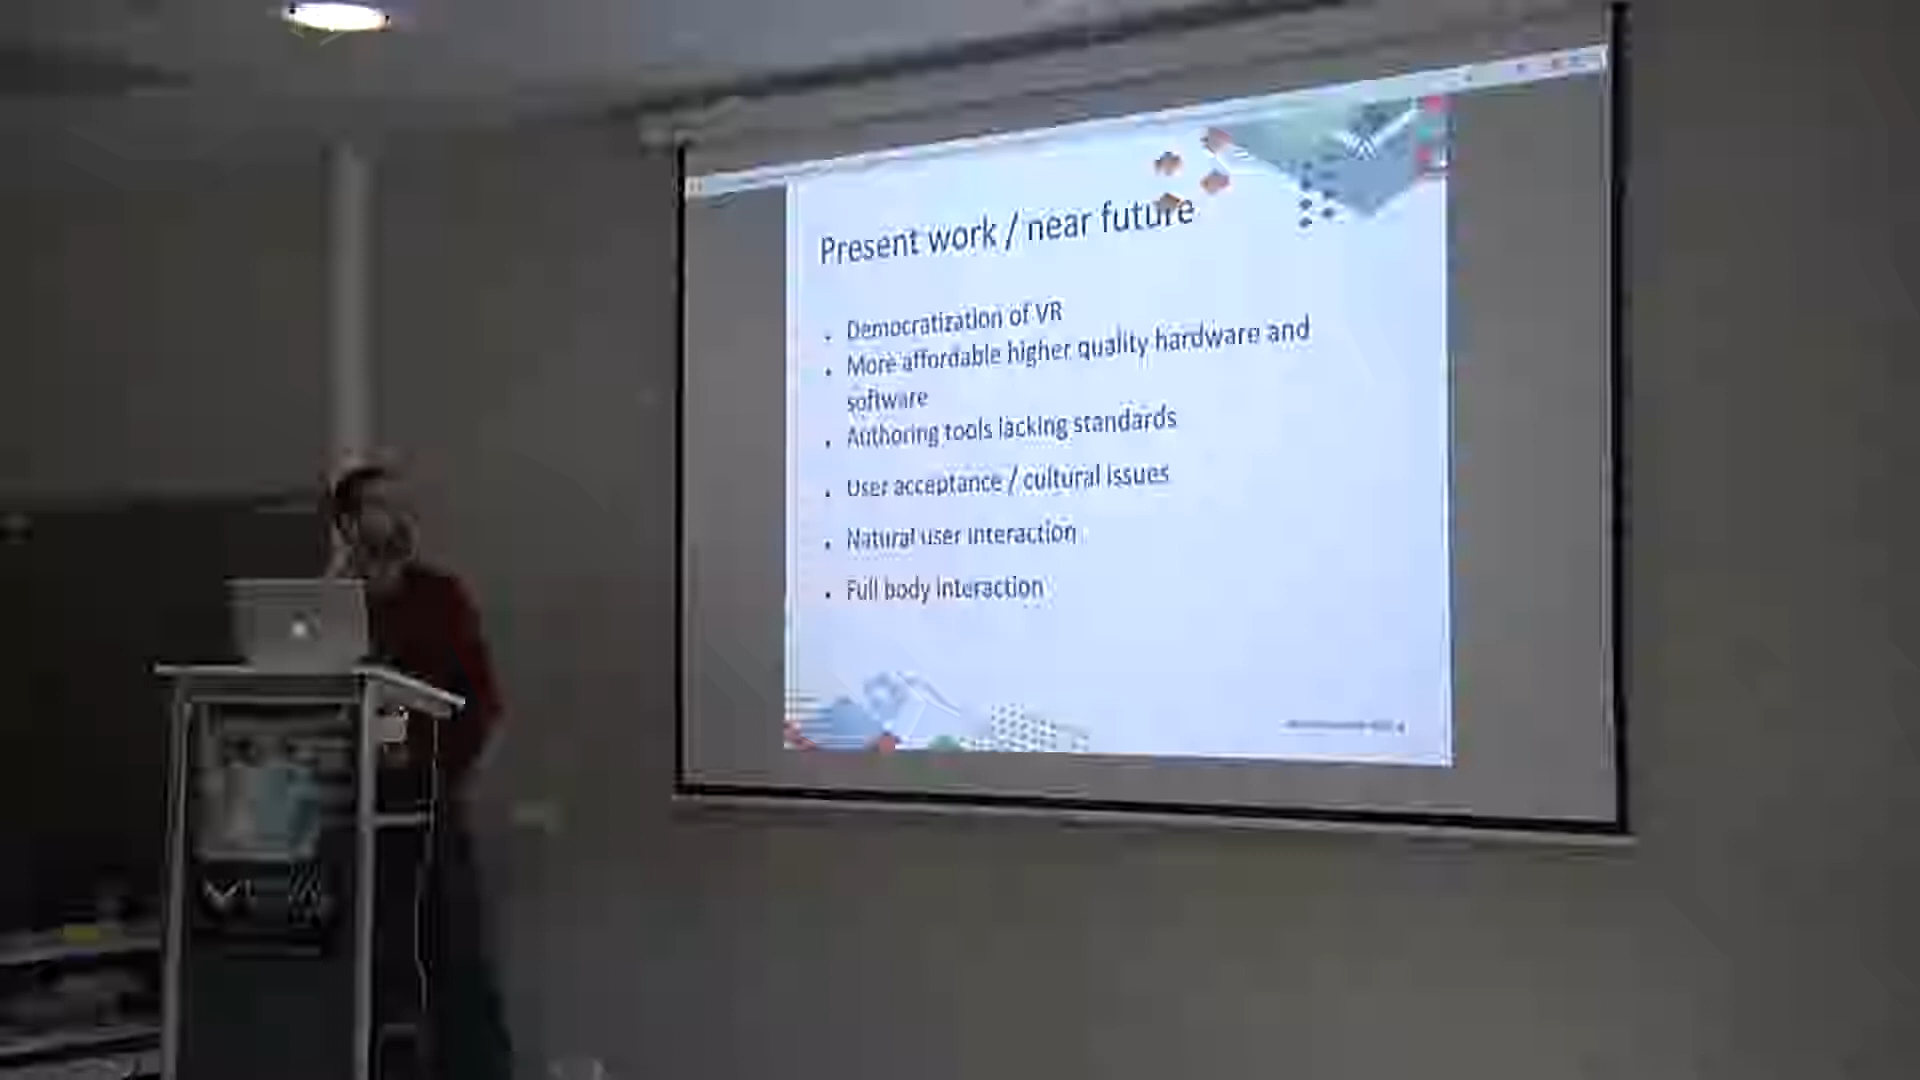 Present work / near future
• Democratization of VR
• More affordable higher quality hardware and
software
• Authoring tools lacking standards
• User acceptance / cultural issues
• Natural user interaction
• Full body interaction